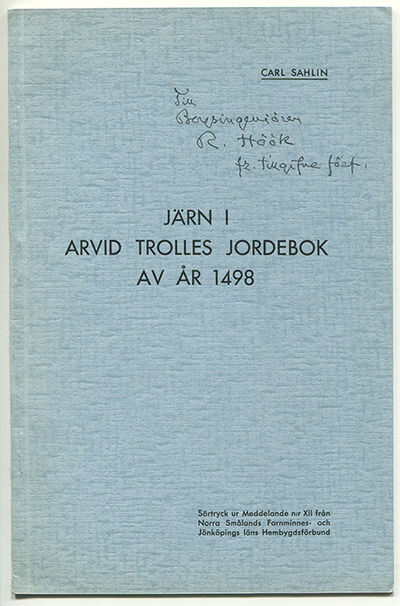 CARL SAHLIN
Till
Bergsingeniören
R. Höök
fr. tillgifne förf.
JÄRN I
ARVID TROLLES JORDEBOK
AV ÅR 1498
Särtryck ur Meddelande n:r XII från
Norra Smålands Fornminnes- och
Jönköpings läns Hembygdsförbund